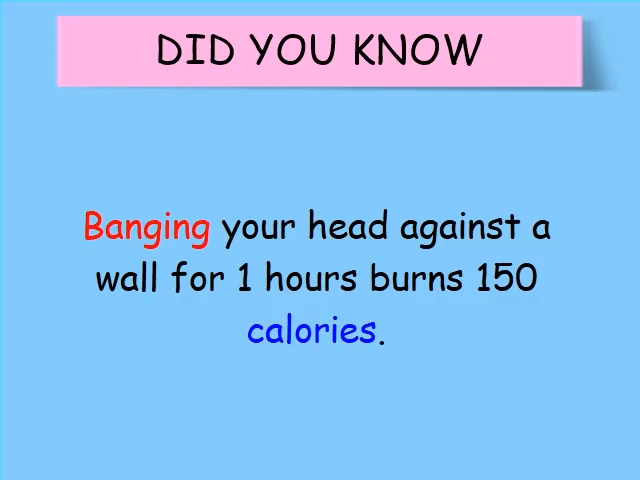 DID YOU KNOW
Banging your head against a
wall for 1 hours burns 150
calories.